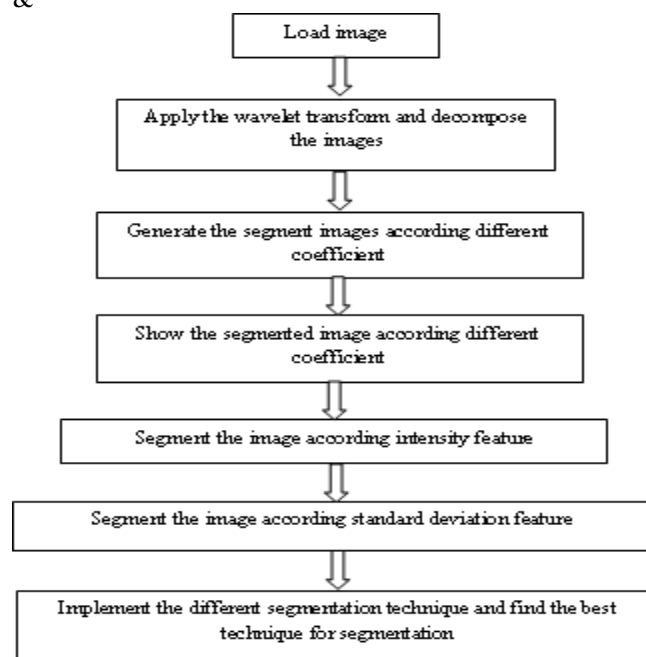 &
Load image
Apply the wavelet transform and decompose
the images
Generate the segment images according different
coefficient
Show the segmented image according different
coefficient
Segment the image according intensity feature
Segment the image according standard deviation feature
Implement the different segmentation technique and find the best
technique for segmentation